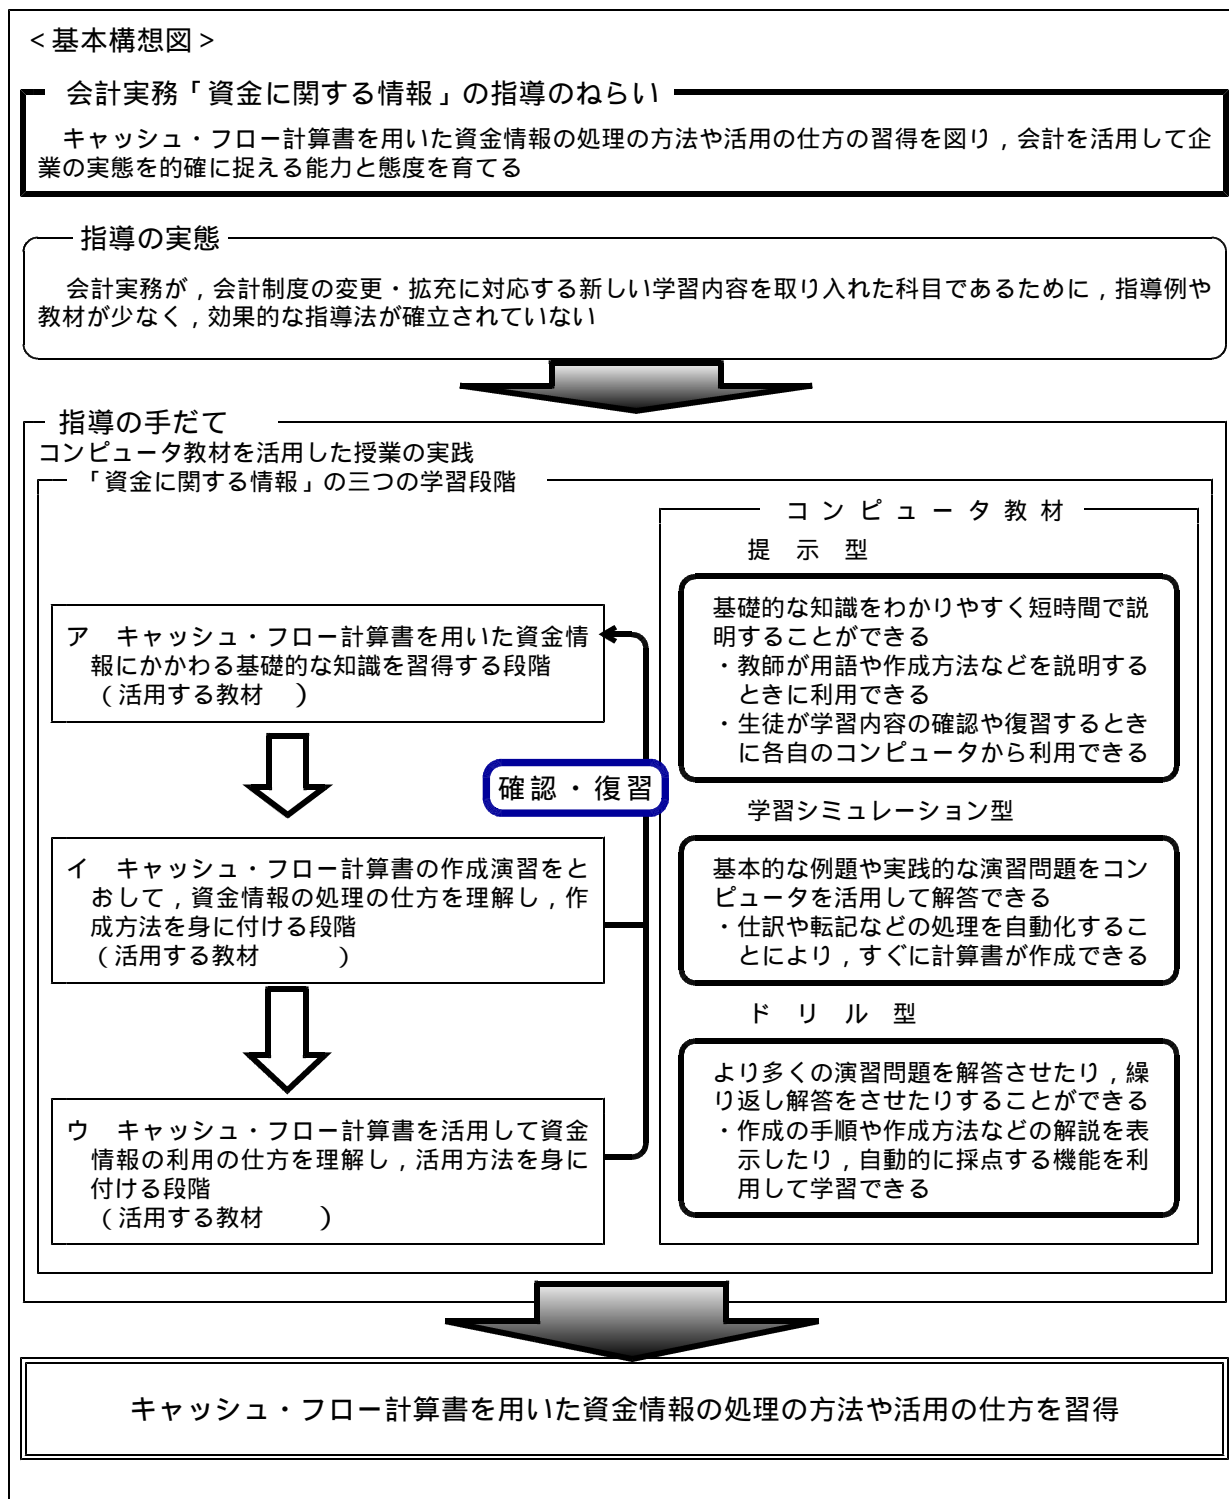 ＜基本構想図＞
会計実務「資金に関する情報」の指導のねらい
キャッシュ・フロー計算書を用いた資金情報の処理の方法や活用の仕方の習得を図り，会計を活用して企
業の実態を的確に捉える能力と態度を育てる
指導の実態
会計実務が，会計制度の変更・拡充に対応する新しい学習内容を取り入れた科目であるために，指導例や
教材が少なく，効果的な指導法が確立されていない
指導の手だて
コンピュータ教材を活用した授業の実践
「資金に関する情報」の三つの学習段階
ア　キャッシュ・フロー計算書を用いた資金情
報にかかわる基礎的な知識を習得する段階
（活用する教材　）
確認・復習
イ　キャッシュ・フロー計算書の作成演習をと
おして，資金情報の処理の仕方を理解し，作
成方法を身に付ける段階
（活用する教材　　　）
ウ　キャッシュ・フロー計算書を活用して資金
情報の利用の仕方を理解し，活用方法を身に
付ける段階
（活用する教材　　）
コンピュータ教材
提　示　型
基礎的な知識をわかりやすく短時間で説
明することができる
・教師が用語や作成方法などを説明する
ときに利用できる
・生徒が学習内容の確認や復習するとき
に各自のコンピュータから利用できる
学習シミュレーション型
基本的な例題や実践的な演習問題をコン
ピュータを活用して解答できる
・仕訳や転記などの処理を自動化するこ
とにより，すぐに計算書が作成できる
ド　リ　ル　型
より多くの演習問題を解答させたり，繰
り返し解答をさせたりすることができる
・作成の手順や作成方法などの解説を表
示したり，自動的に採点する機能を利
用して学習できる
キャッシュ・フロー計算書を用いた資金情報の処理の方法や活用の仕方を習得